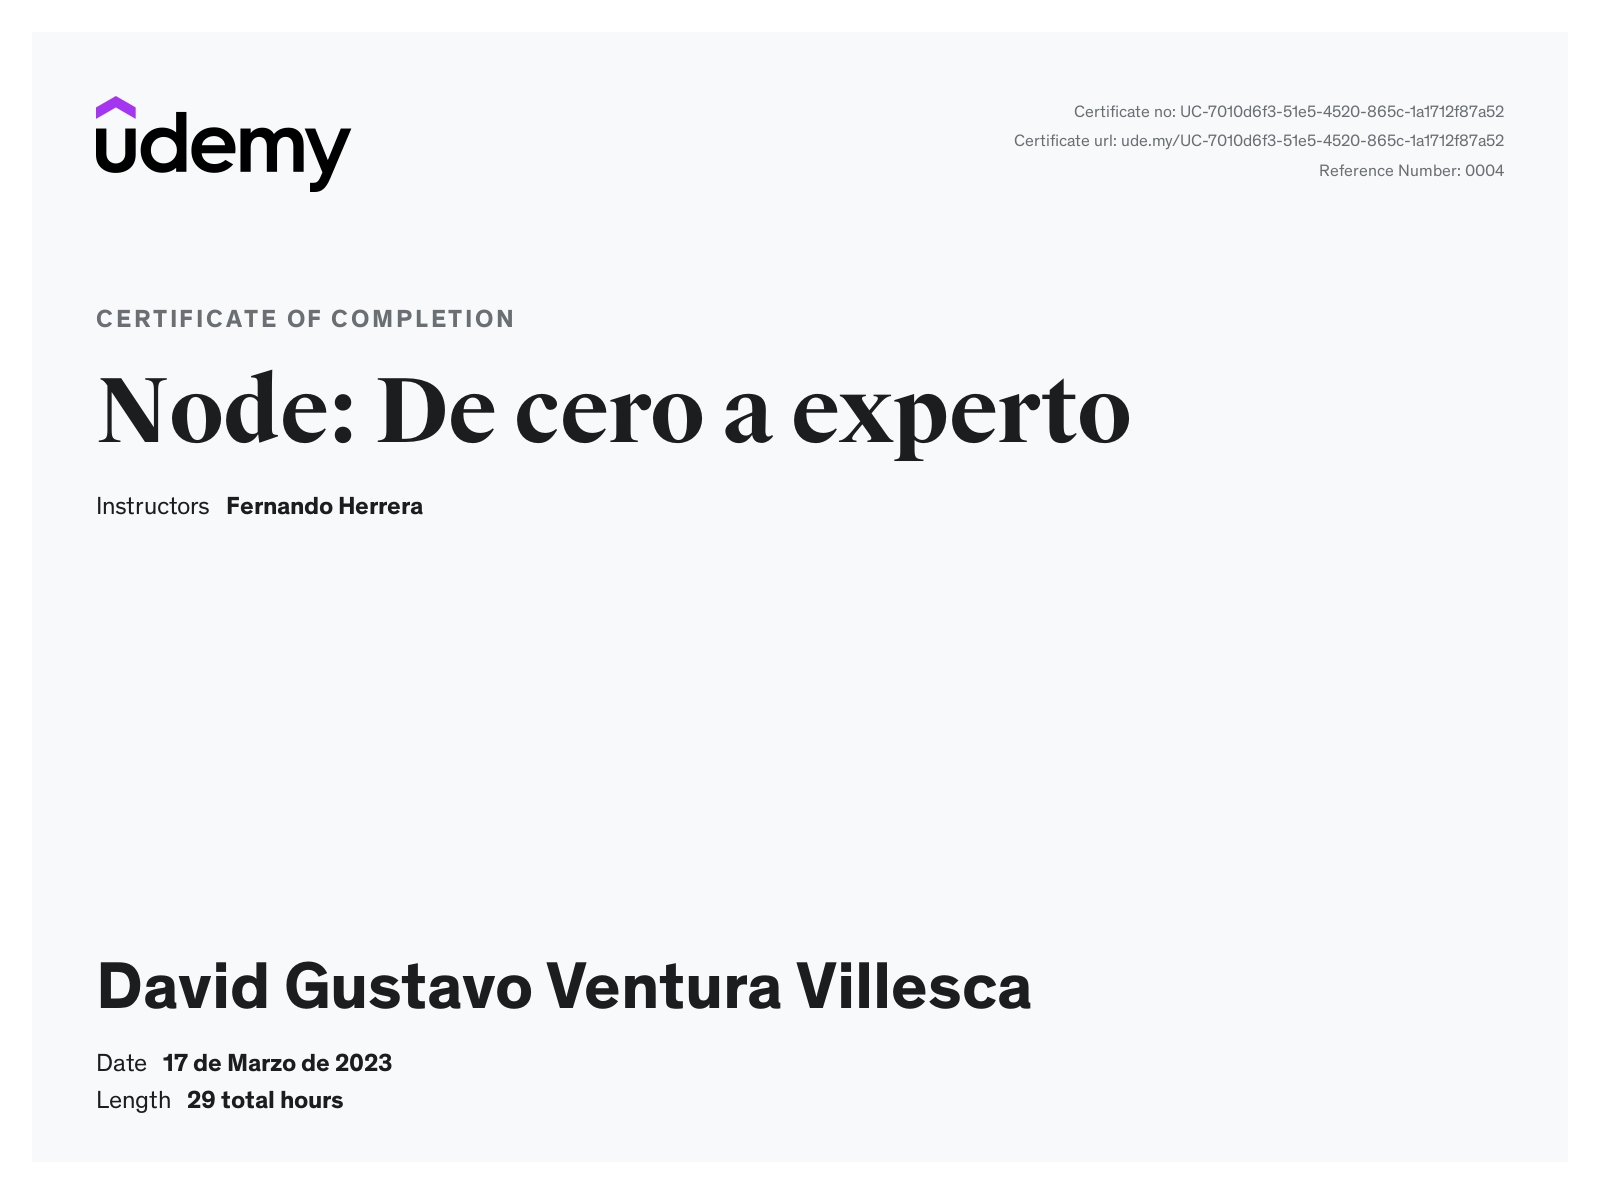 udemy
Certificate no: UC-7010d6f3-51e5-4520-865c-1a1712f87a52
Certificate url: ude.my/UC-7010d6f3-51e5-4520-865c-1a1712f87a52
Reference Number: 0004
CERTIFICATE OF COMPLETION
Node: De cero a experto
Instructors Fernando Herrera
David Gustavo Ventura Villesca
Date 17 de Marzo de 2023
Length 29 total hours